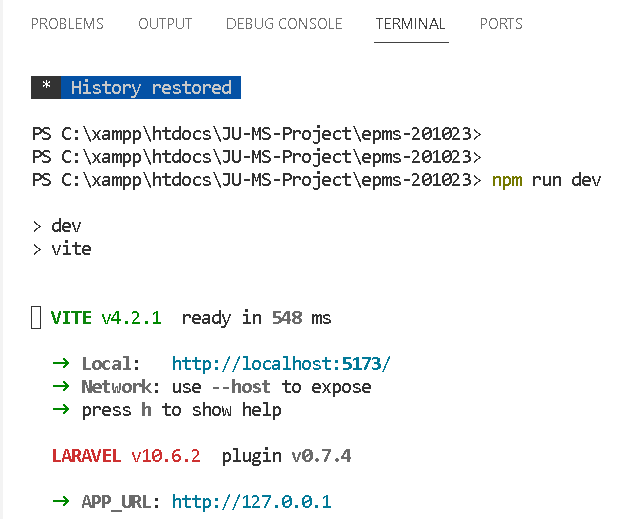 PROBLEMS OUTPUT DEBUG CONSOLE TERMINAL PORTS
* History restored
PS C:\xampp\htdocs\JU-MS-Project\epms-201023>
PS C:\xampp\htdocs\JU-MS-Project\epms-201023>
PS C:\xampp\htdocs\JU-MS-Project\epms-201023> npm run dev
> dev
> vite
VITE v4.2.1 ready in 548 ms
→ Local: http://localhost:5173/
→ Network: use --host to expose
→ press h to show help
LARAVEL v10.6.2 plugin v0.7.4
→ APP_URL: http://127.0.0.1